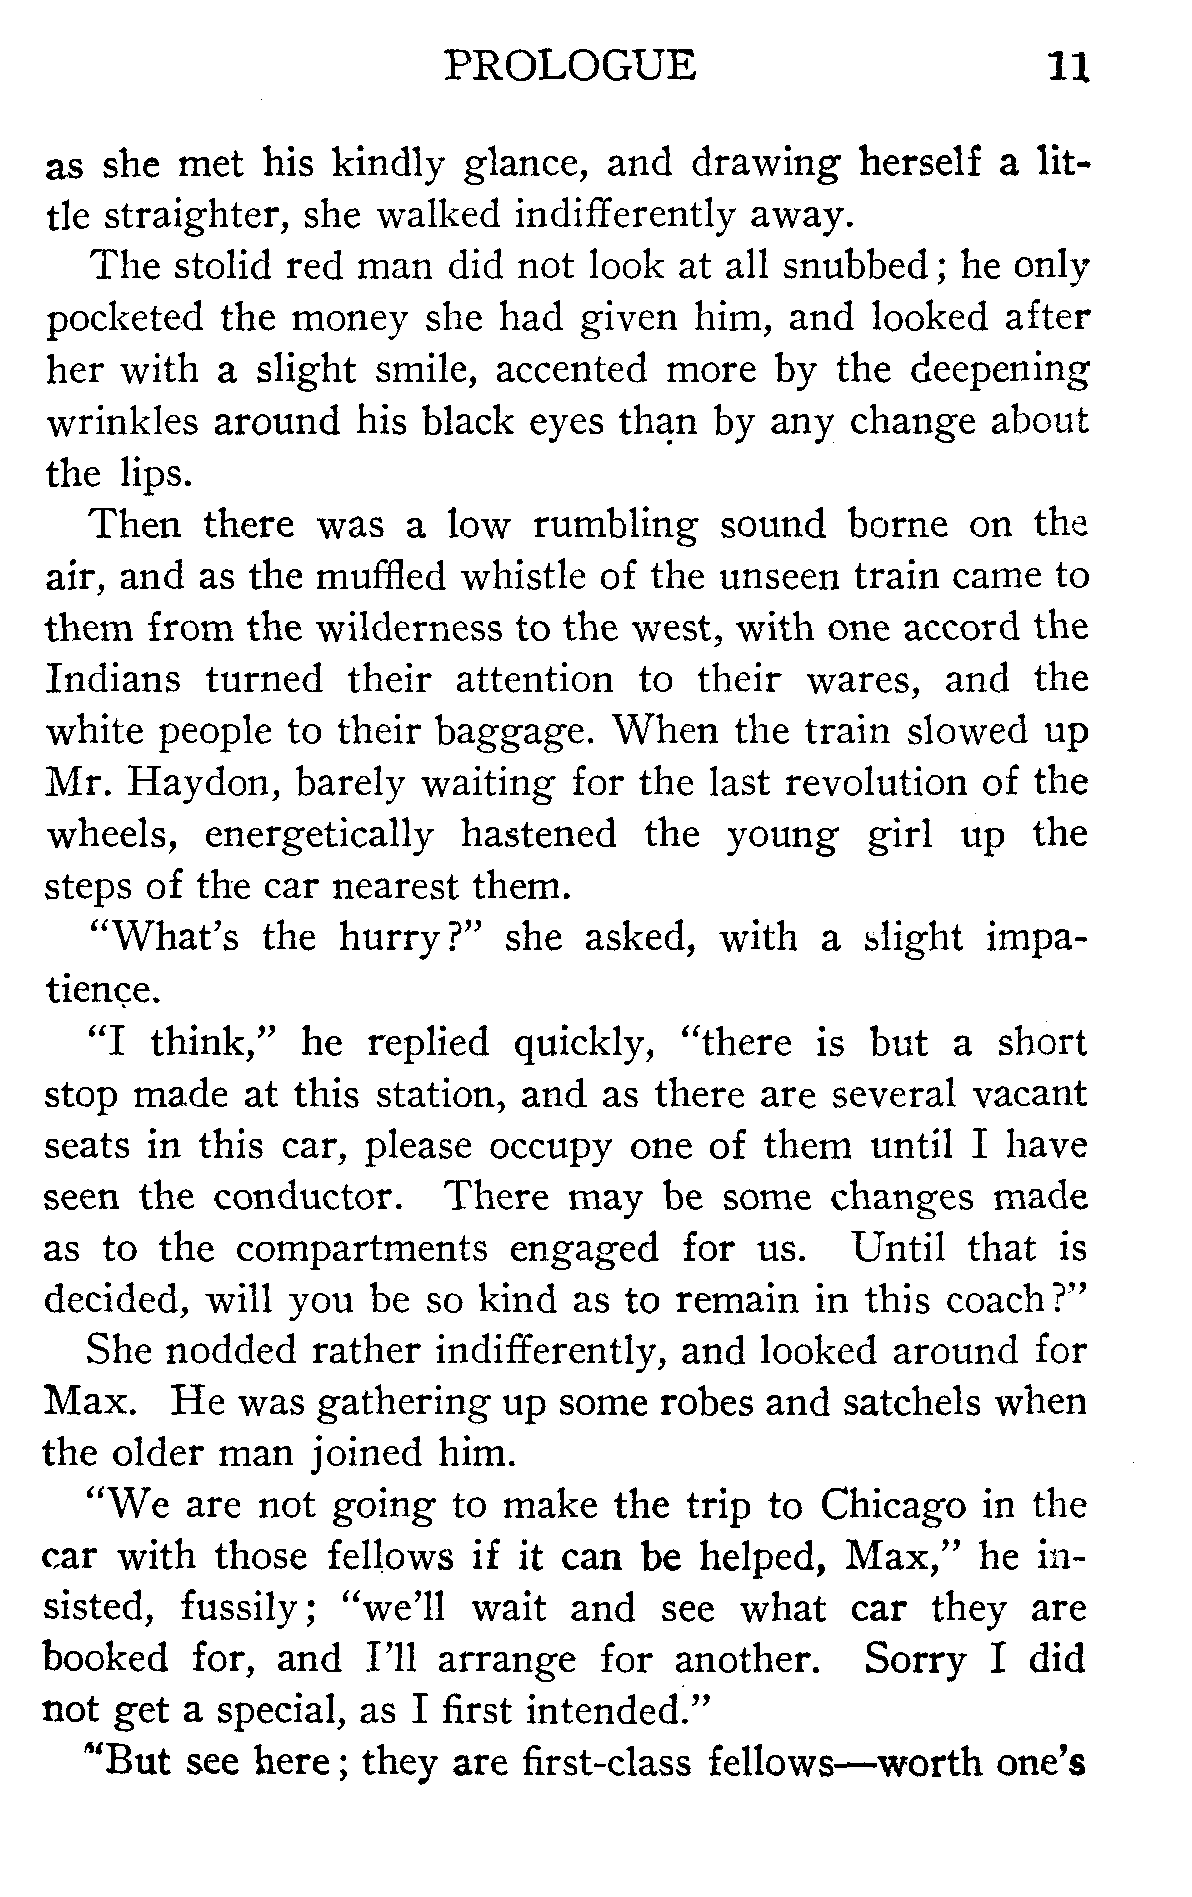 PROLOGUE 11
as she met his kindly glance, and drawing herself a lit-
tle straighter, she walked indifferently away.
The stolid red man did not look at all snubbed; he only
pocketed the money she had given him, and looked after
her with a slight smile, accented more by the deepening
wrinkles around his black eyes than by any change about
the lips.
Then there was a low rumbling sound borne on the
air, and as the muffled whistle of the unseen train came to
them from the wilderness to the west, with one accord the
Indians turned their attention to their wares, and the
white people to their baggage. When the train slowed up
Mr. Haydon, barely waiting for the last revolution of the
wheels, energetically hastened the young girl up the
steps of the car nearest them.
"What's the hurry?" she asked, with a slight impa-
tience.
"I think," he replied quickly, "there is but a short
stop made at this station, and as there are several vacant
seats in this car, please occupy one of them until I have
seen the conductor. There may be some changes made
as to the compartments engaged for us. Until that is
decided, will you be so kind as to remain in this coach?"
She nodded rather indifferently, and looked around for
Max. He was gathering up some robes and satchels when
the older man joined him.
"We are not going to make the trip to Chicago in the
car with those fellows if it can be helped, Max," he in-
sisted, fussily; "we'll wait and see what car they are
booked for, and I'll arrange for another. Sorry I did
not get a special, as I first intended."
"But see here; they are first-class fellows—worth one's